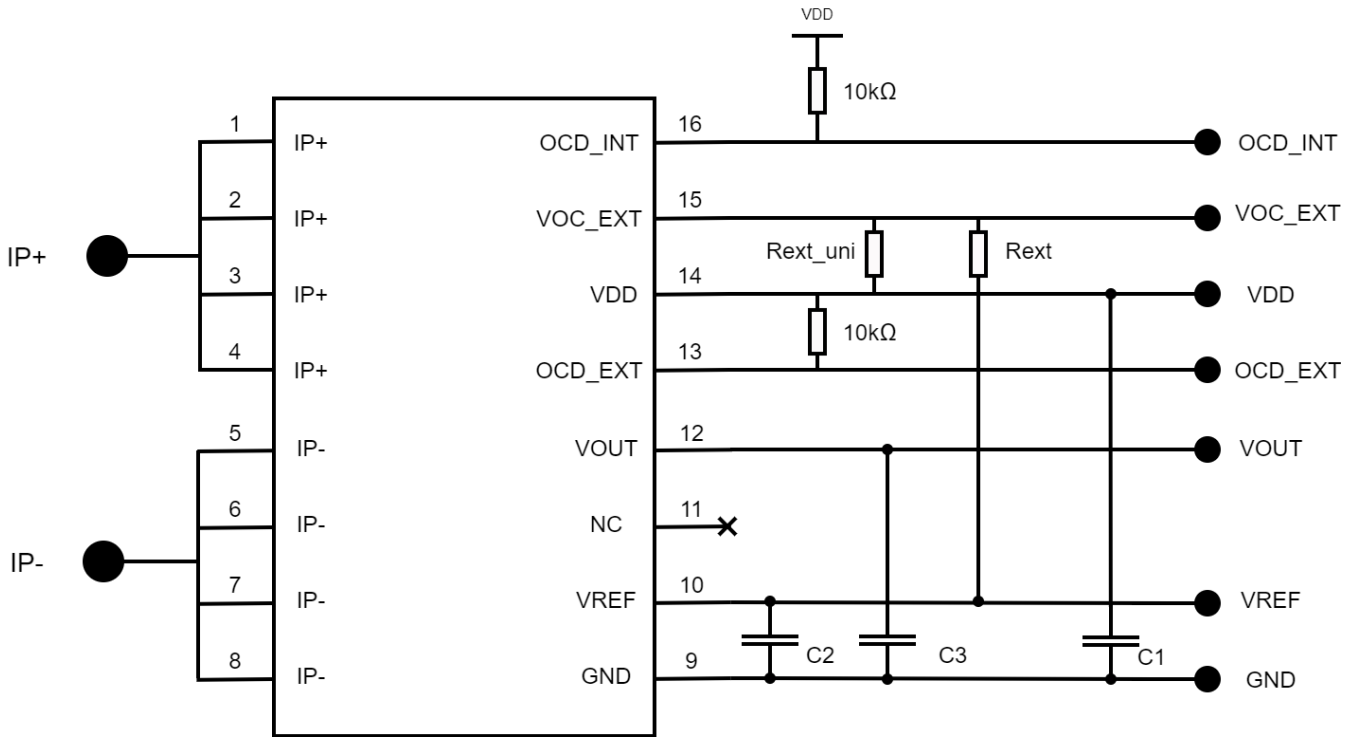 VDD
10kΩ
1 IP+ OCD_INT 16 OCD_INT
2 IP+ VOC_EXT 15 VOC_EXT
IP+ Rext_uni Rext
3 IP+ VDD 14 VDD
10kΩ
4 IP+ OCD_EXT 13 OCD_EXT
5 IP- VOUT 12 VOUT
6 IP- NC 11
IP-
7 IP- VREF 10 VREF
8 IP- GND 9 C2 C3 C1 GND